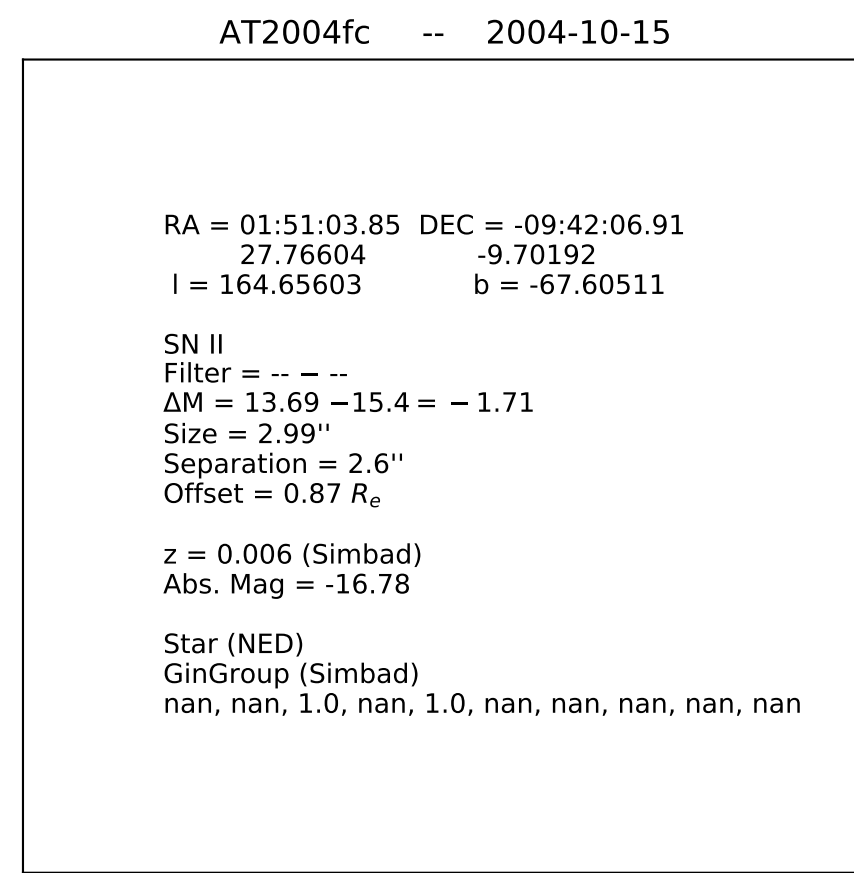 AT2004fc -- 2004-10-15
RA = 01:51:03.85 DEC = -09:42:06.91
27.76604 -9.70192
l = 164.65603 b = -67.60511
SN II
Filter = -- − --
ΔM = 13.69 −15.4 = − 1.71
Size = 2.99''
Separation = 2.6''
Offset = 0.87 Re
z = 0.006 (Simbad)
Abs. Mag = -16.78
Star (NED)
GinGroup (Simbad)
nan, nan, 1.0, nan, 1.0, nan, nan, nan, nan, nan